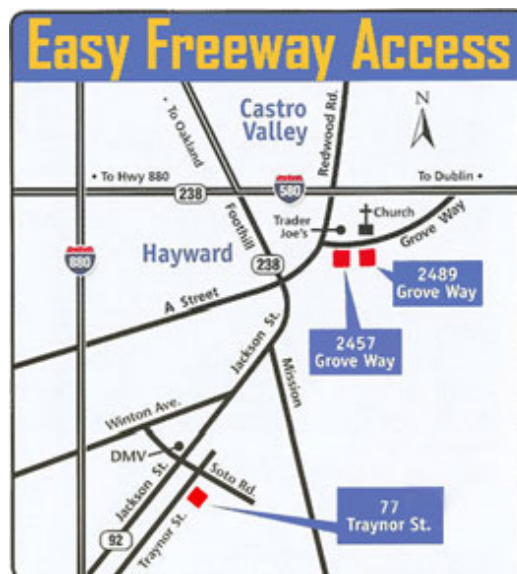 Easy Freeway Access
N
Castro
Valley
Redwood Rd.
• To Oakland
• To Hwy 880
238
580
To Dublin •
Foothill
Trader
Joe's
Church
Grove Way
880
Hayward
238
2489
Grove Way
A Street
2457
Grove Way
Jackson St.
Mission
Winton Ave.
DMV
Soto Rd.
Jackson St.
92
Traynor St.
77
Traynor St.